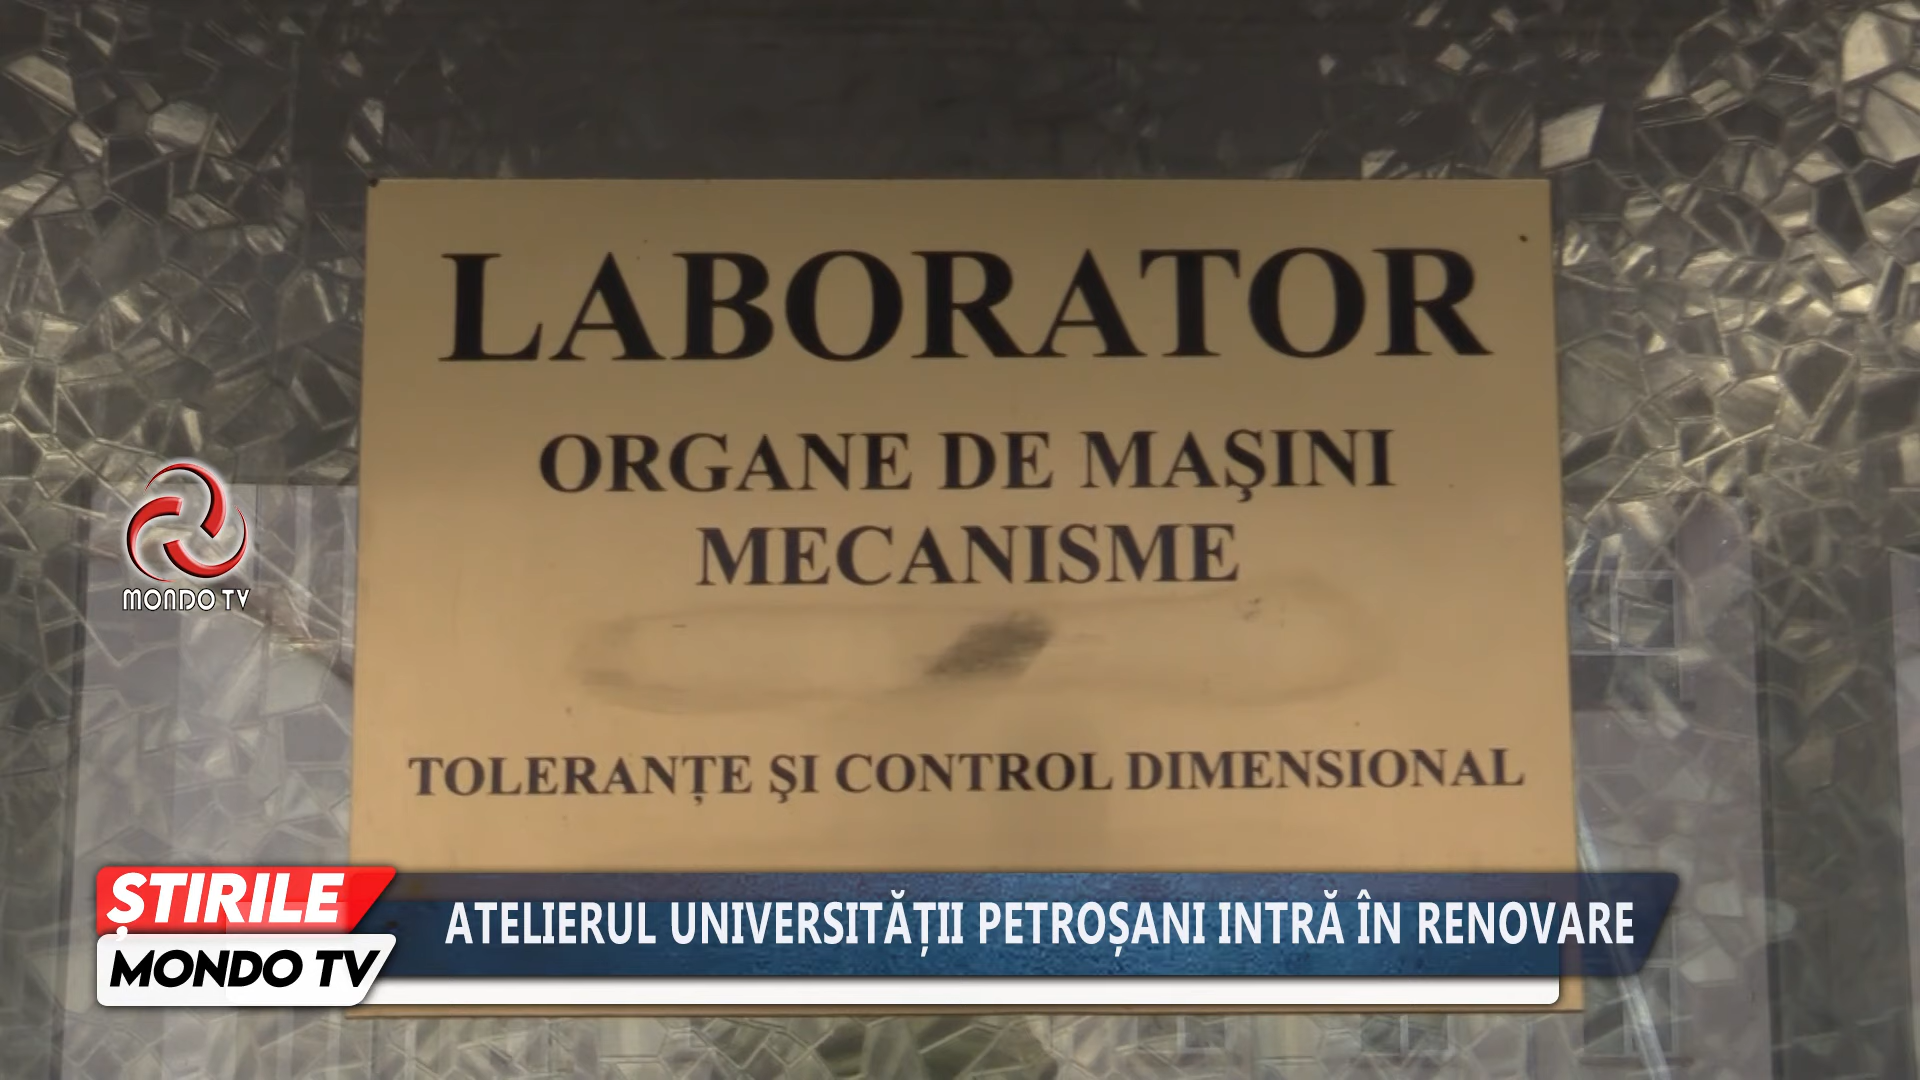 LABORATOR
ORGANE DE MAŞINI
MECANISME
TOLERANȚE ŞI CONTROL DIMENSIONAL
MONDO TV
ȘTIRILE
MONDO TV
ATELIERUL UNIVERSITĂȚII PETROȘANI INTRĂ ÎN RENOVARE